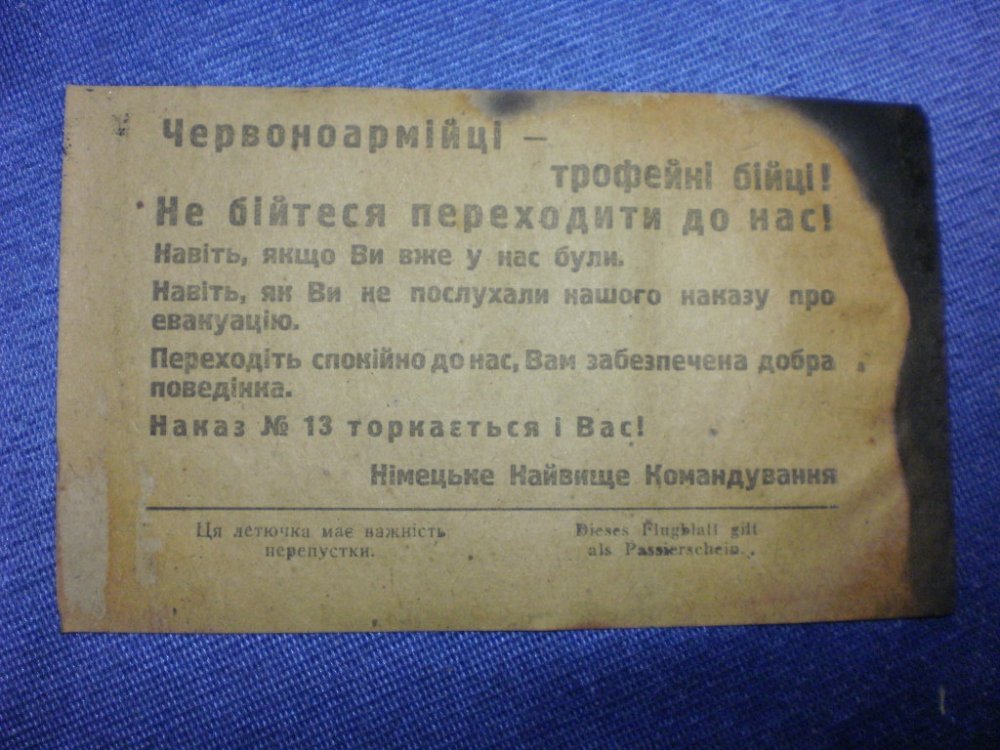 Червоноармійці —
трофейні бійці!
Не бійтеся переходити до нас!
Навіть, якщо Ви вже у нас були.
Навіть, як Ви не послухали нашого наказу про
евакуацію.
Переходіть спокійно до нас, Вам забезпечена добра
поведінка.
Наказ № 13 торкається і Вас!
Німецьке Найвище Командування
Ця летючка має важність
перепустки.
Dieses Flugblatt gilt
als Passierschein.